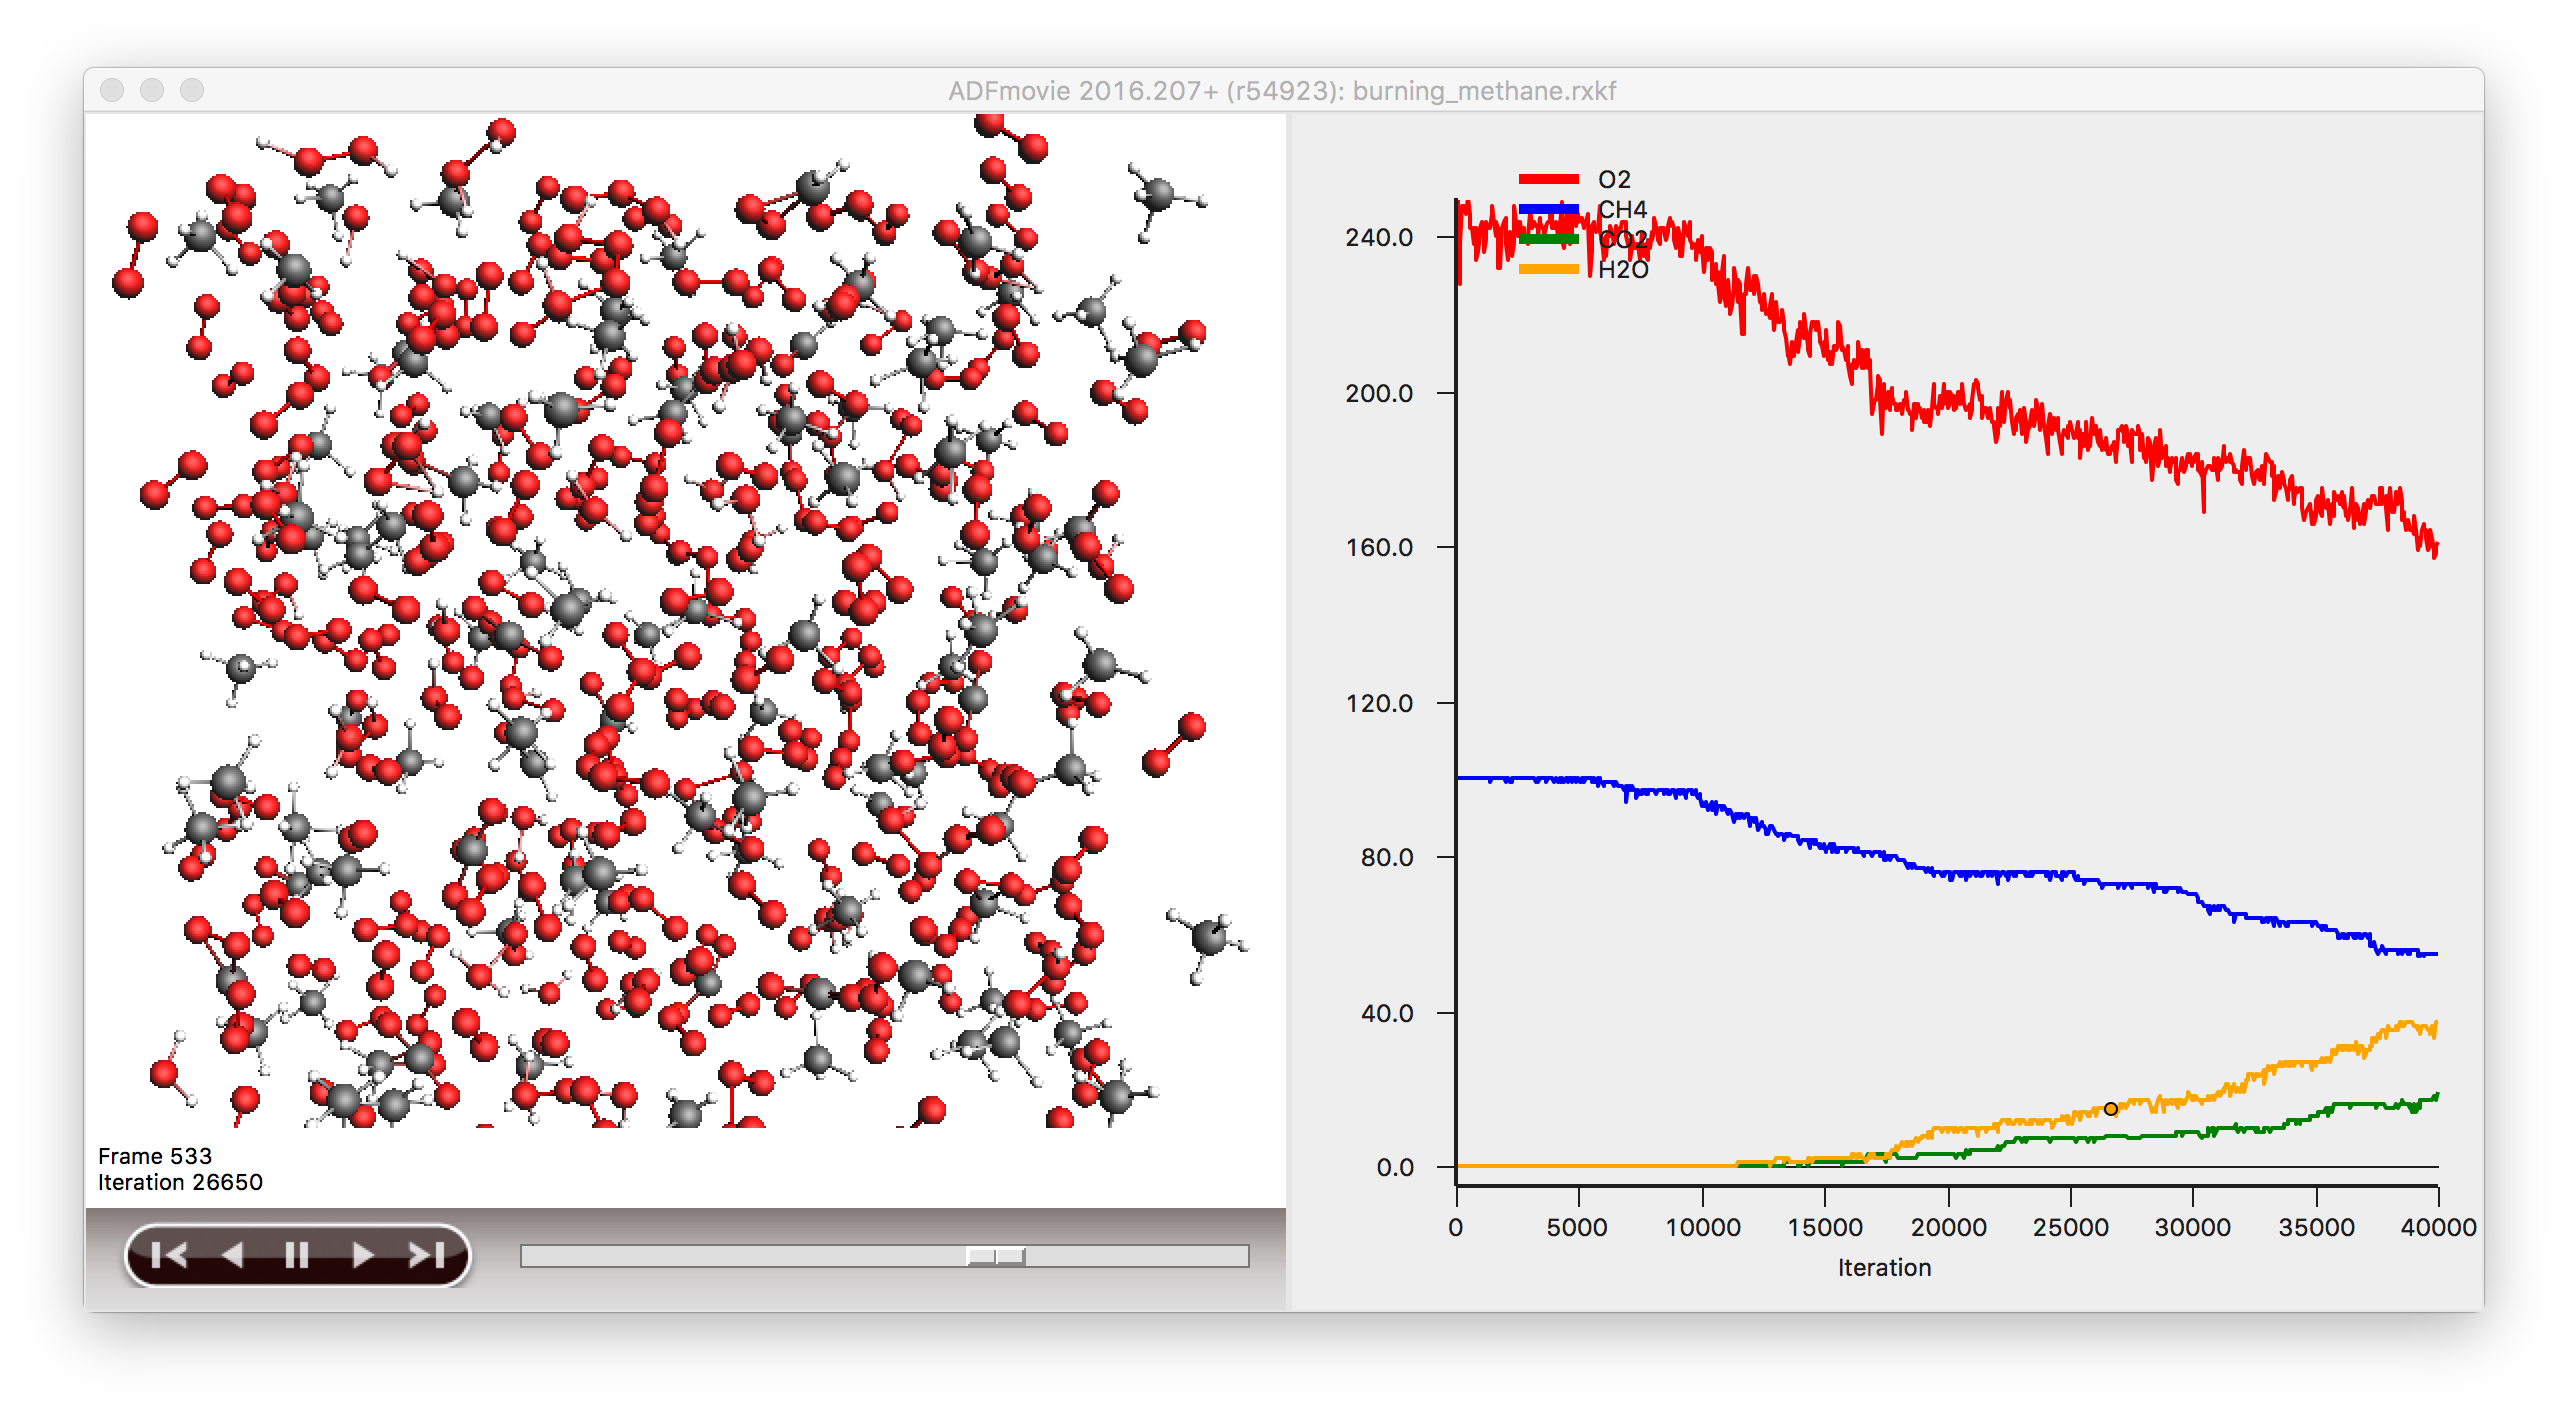 ADFmovie 2016.207+ (r54923): burning_methane.rxkf
O2
CH4
CO2
H2O
240.0
200.0
160.0
120.0
80.0
40.0
0.0
0 5000 10000 15000 20000 25000 30000 35000 40000
Iteration
Frame 533
Iteration 26650